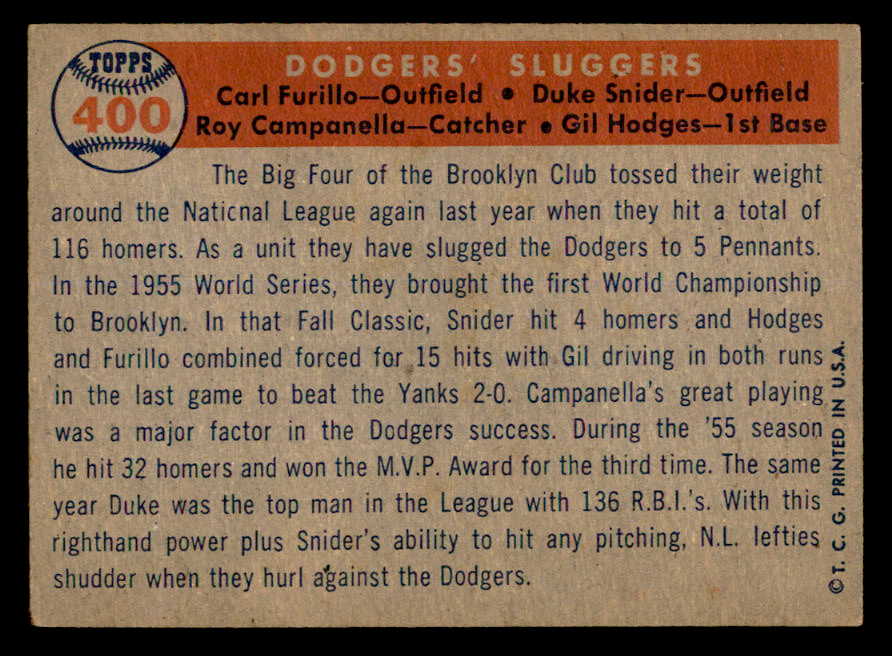 TOPPS
400
DODGERS' SLUGGERS
Carl Furillo—Outfield • Duke Snider—Outfield
Roy Campanella—Catcher • Gil Hodges—1st Base
The Big Four of the Brooklyn Club tossed their weight
around the Naticnal League again last year when they hit a total of
116 homers. As a unit they have slugged the Dodgers to 5 Pennants.
In the 1955 World Series, they brought the first World Championship
to Brooklyn. In that Fall Classic, Snider hit 4 homers and Hodges
and Furillo combined forced for 15 hits with Gil driving in both runs
in the last game to beat the Yanks 2-0. Campanella's great playing
was a major factor in the Dodgers success. During the '55 season
he hit 32 homers and won the M.V.P. Award for the third time. The same
year Duke was the top man in the League with 136 R.B.I.'s. With this
righthand power plus Snider's ability to hit any pitching, N.L. lefties
shudder when they hurl against the Dodgers.
©T. C. G. PRINTED IN U.S.A.